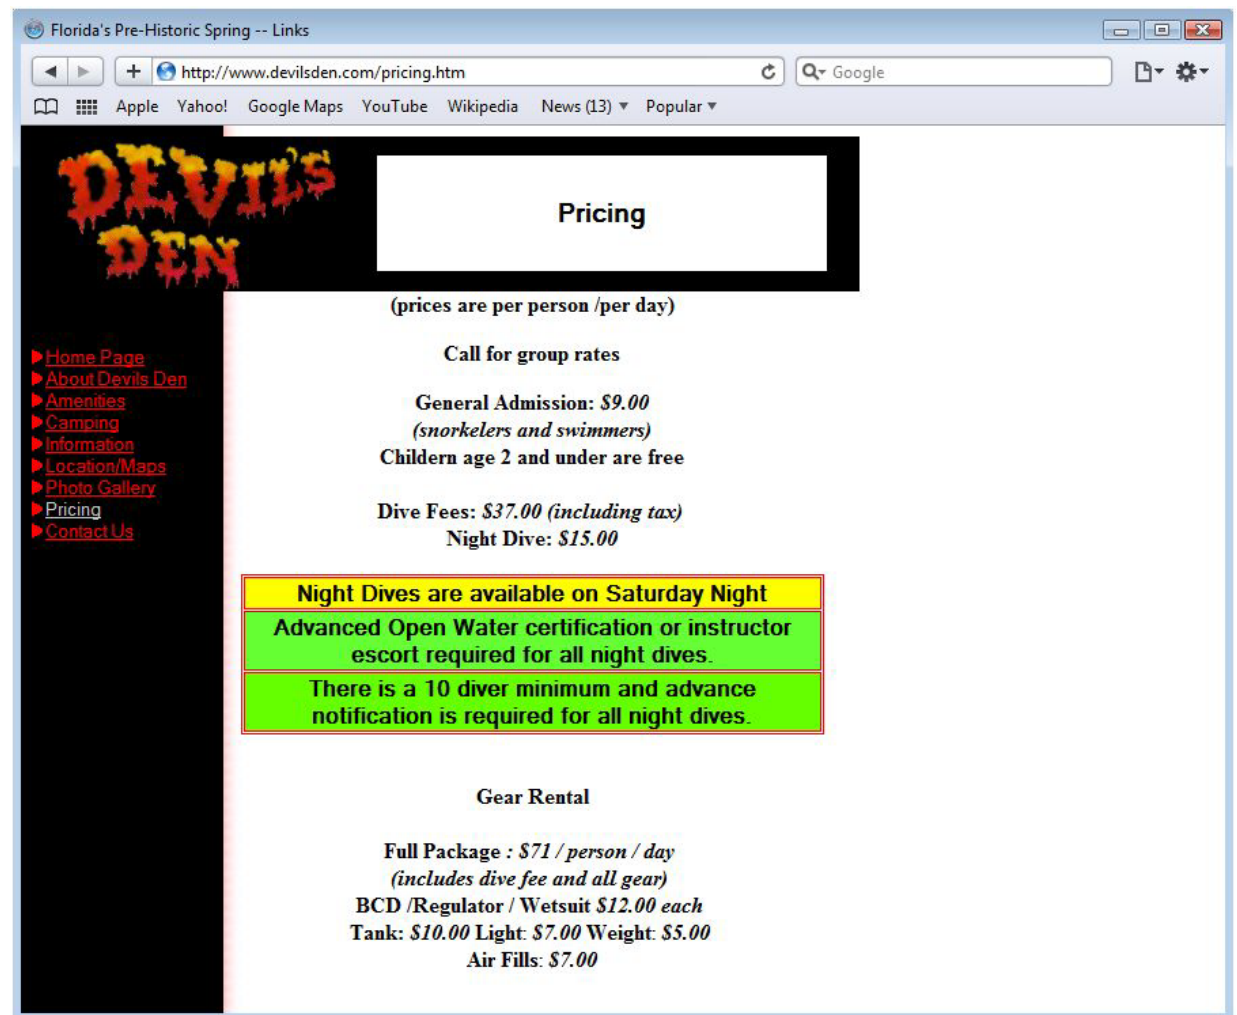 Florida's Pre-Historic Spring -- Links
http://www.devilsden.com/pricing.htm
Google
Apple Yahoo! Google Maps YouTube Wikipedia News (13) ▾ Popular ▾
DEVIL'S
DEN
Pricing
(prices are per person /per day)
Call for group rates
Home Page
About Devils Den
Amenities
Camping
Information
Location/Maps
Photo Gallery
Pricing
Contact Us
General Admission: $9.00
(snorkelers and swimmers)
Childern age 2 and under are free
Dive Fees: $37.00 (including tax)
Night Dive: $15.00
Night Dives are available on Saturday Night
Advanced Open Water certification or instructor
escort required for all night dives.
There is a 10 diver minimum and advance
notification is required for all night dives.
Gear Rental
Full Package : $71 / person / day
(includes dive fee and all gear)
BCD /Regulator / Wetsuit $12.00 each
Tank: $10.00 Light: $7.00 Weight: $5.00
Air Fills: $7.00